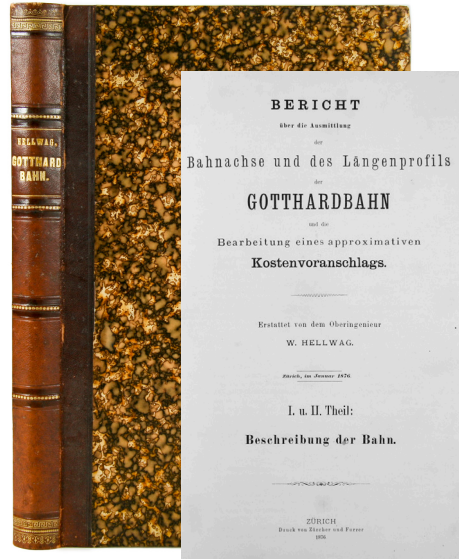 HELLWAG.
GOTTHARD
BAHN.
BERICHT
über die Ausmittlung
der
Bahnachse und des Längenprofils
der
GOTTHARDBAHN
und die
Bearbeitung eines approximativen
Kostenvoranschlags.
Erstattet von dem Oberingenieur
W. HELLWAG.
Zürich, im Januar 1876.
I. u. II. Theil:
Beschreibung der Bahn.
ZÜRICH
Druck von Zürcher und Furrer
1876